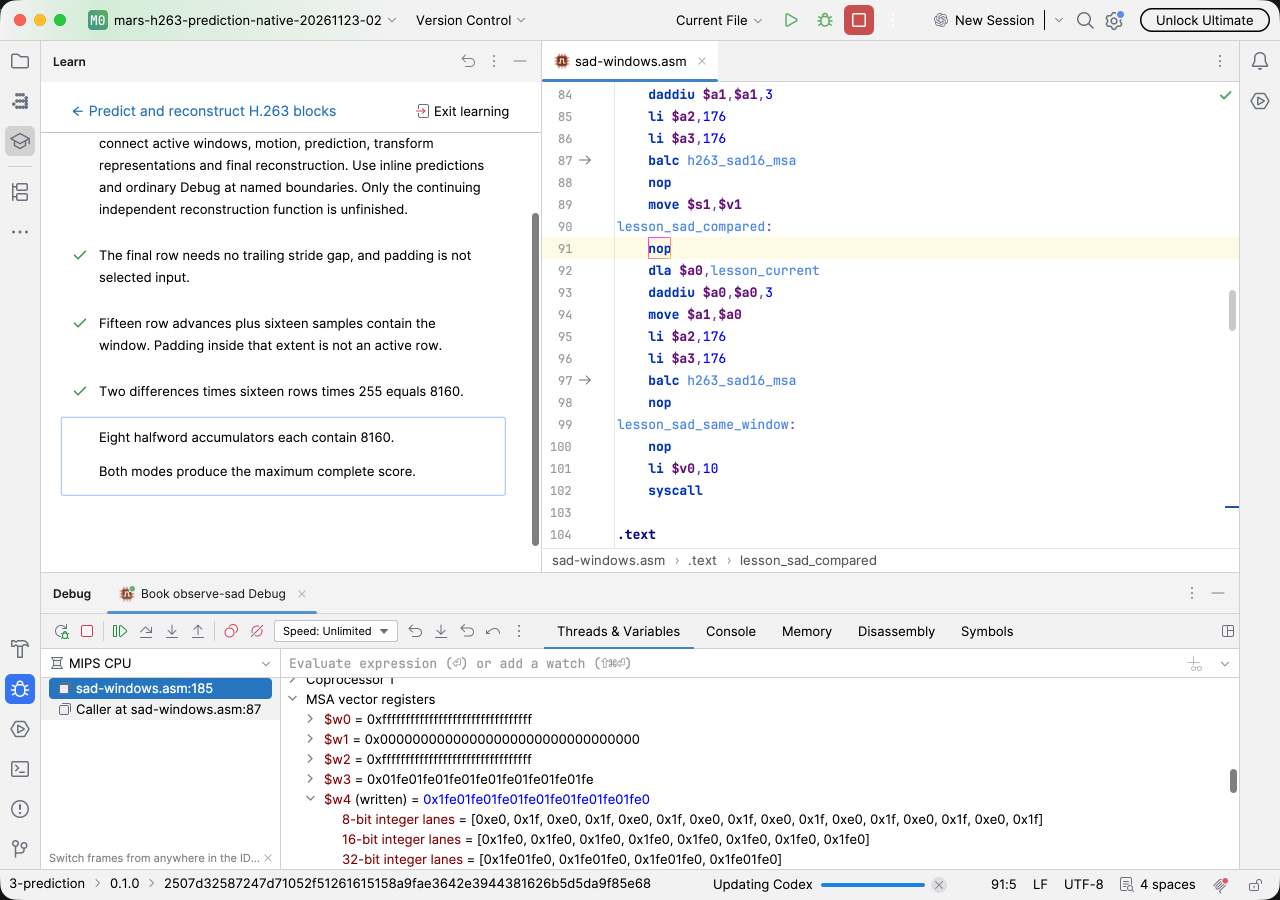 M0 mars-h263-prediction-native-20261123-02 Version Control Current File New Session Unlock Ultimate
Learn
Predict and reconstruct H.263 blocks Exit learning
connect active windows, motion, prediction, transform
representations and final reconstruction. Use inline predictions
and ordinary Debug at named boundaries. Only the continuing
independent reconstruction function is unfinished.
The final row needs no trailing stride gap, and padding is not
selected input.
Fifteen row advances plus sixteen samples contain the
window. Padding inside that extent is not an active row.
Two differences times sixteen rows times 255 equals 8160.
Eight halfword accumulators each contain 8160.
Both modes produce the maximum complete score.
sad-windows.asm
84 daddiu $a1,$a1,3
85 li $a2,176
86 li $a3,176
87 balc h263_sad16_msa
88 nop
89 move $s1,$v1
90 lesson_sad_compared:
91 nop
92 dla $a0,lesson_current
93 daddiu $a0,$a0,3
94 move $a1,$a0
95 li $a2,176
96 li $a3,176
97 balc h263_sad16_msa
98 nop
99 lesson_sad_same_window:
100 nop
101 li $v0,10
102 syscall
103
104 .text
sad-windows.asm › .text › lesson_sad_compared
Debug Book observe-sad Debug
Speed: Unlimited Threads & Variables Console Memory Disassembly Symbols
MIPS CPU
sad-windows.asm:185
Caller at sad-windows.asm:87
Switch frames from anywhere in the ID...
Evaluate expression (⏎) or add a watch (⇧⌘⏎)
Coprocessor 1
MSA vector registers
$w0 = 0xffffffffffffffffffffffffffffffff
$w1 = 0x00000000000000000000000000000000
$w2 = 0xffffffffffffffffffffffffffffffff
$w3 = 0x01fe01fe01fe01fe01fe01fe01fe01fe
$w4 (written) = 0x1fe01fe01fe01fe01fe01fe01fe01fe0
8-bit integer lanes = [0xe0, 0x1f, 0xe0, 0x1f, 0xe0, 0x1f, 0xe0, 0x1f, 0xe0, 0x1f, 0xe0, 0x1f, 0xe0, 0x1f, 0xe0, 0x1f]
16-bit integer lanes = [0x1fe0, 0x1fe0, 0x1fe0, 0x1fe0, 0x1fe0, 0x1fe0, 0x1fe0, 0x1fe0]
32-bit integer lanes = [0x1fe01fe0, 0x1fe01fe0, 0x1fe01fe0, 0x1fe01fe0]
3-prediction › 0.1.0 › 2507d32587247d71052f51261615158a9fae3642e3944381626b5d5da9f85e68 Updating Codex 91:5 LF UTF-8 4 spaces